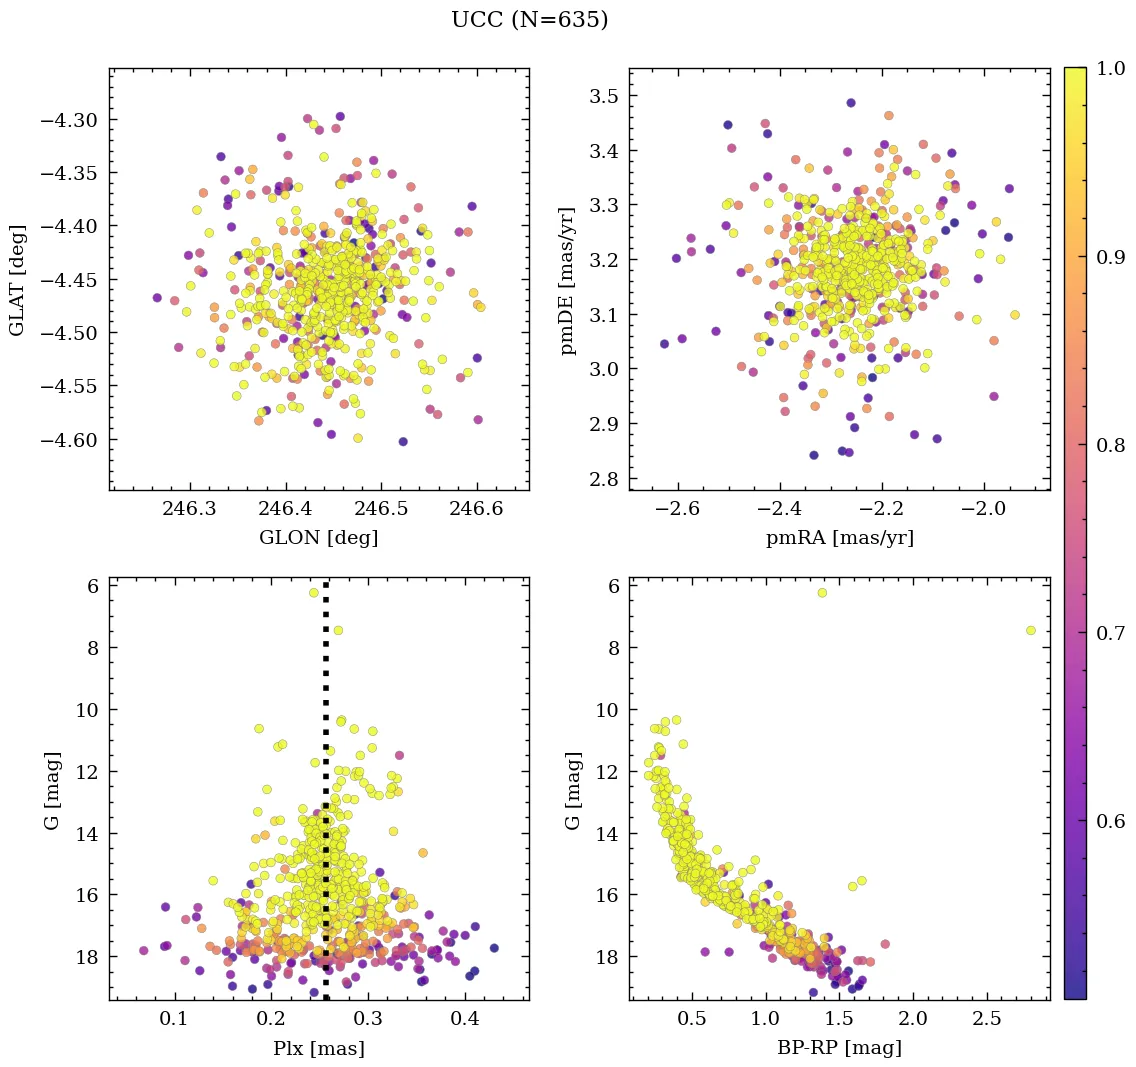 UCC (N=635)
−4.30
−4.35
−4.40
−4.45
−4.50
−4.55
−4.60
GLAT [deg]
246.3 246.4 246.5 246.6
GLON [deg]
3.5
3.4
3.3
3.2
3.1
3.0
2.9
2.8
pmDE [mas/yr]
−2.6 −2.4 −2.2 −2.0
pmRA [mas/yr]
1.0
0.9
0.8
0.7
0.6
6
8
10
12
14
16
18
G [mag]
0.1 0.2 0.3 0.4
Plx [mas]
6
8
10
12
14
16
18
G [mag]
0.5 1.0 1.5 2.0 2.5
BP-RP [mag]